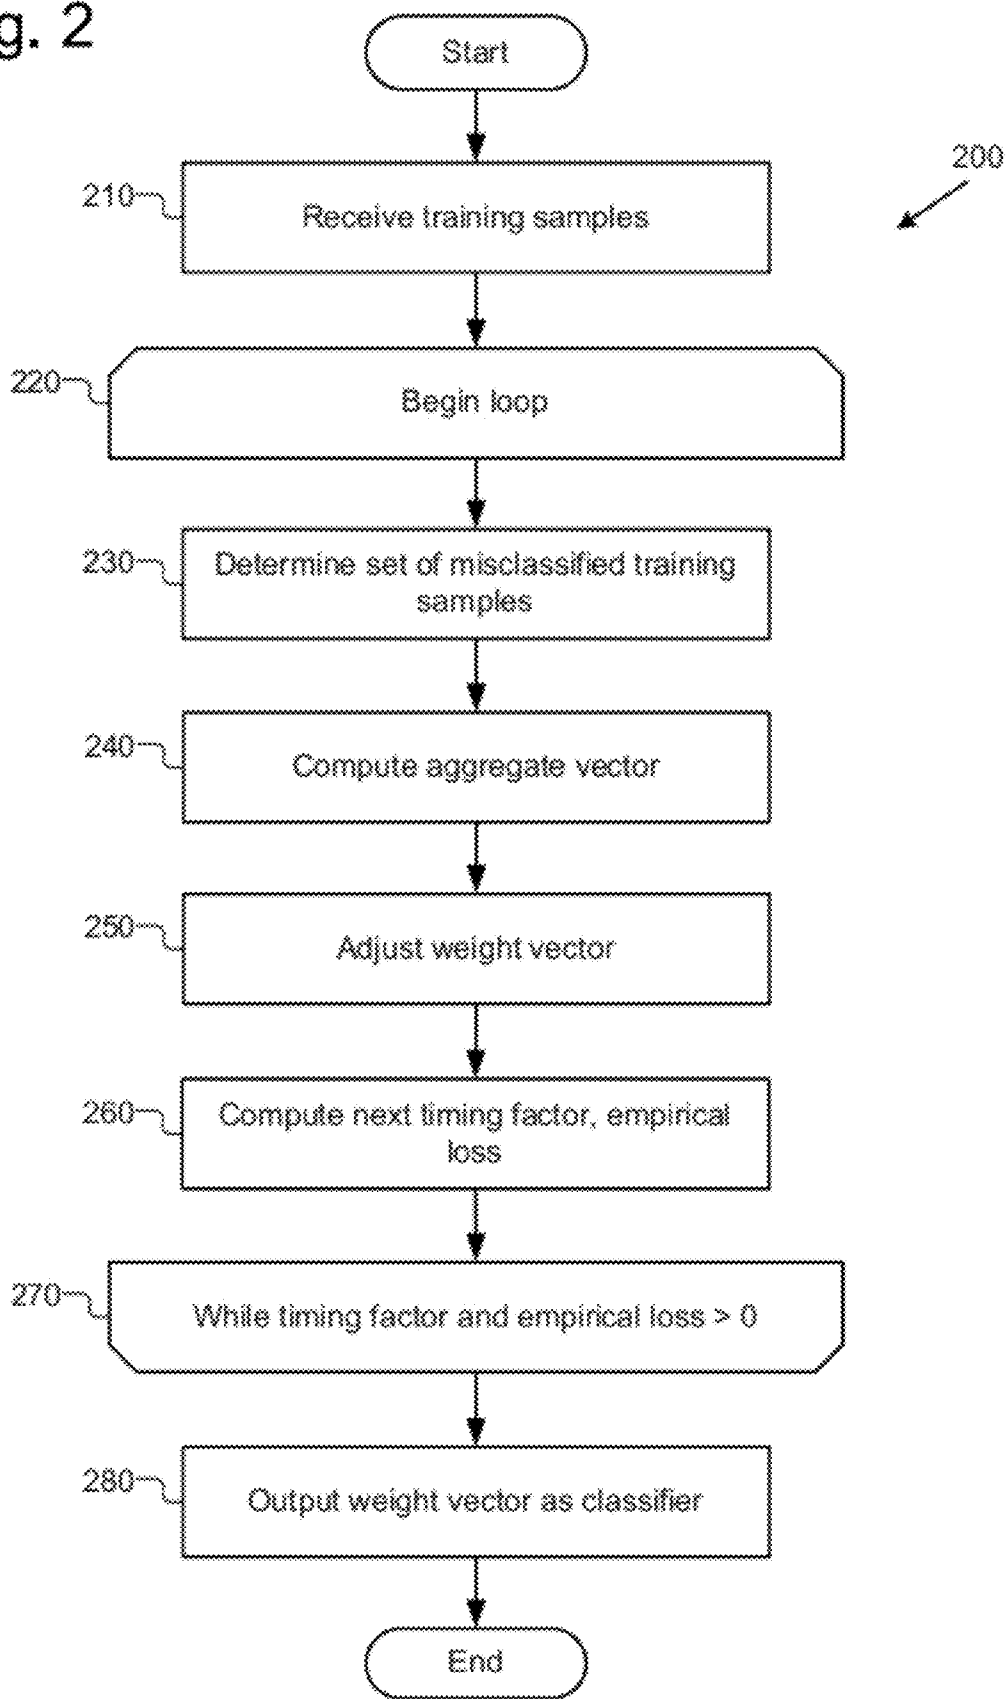 g. 2
Start
200
210
Receive training samples
220
Begin loop
230
Determine set of misclassified training
samples
240
Compute aggregate vector
250
Adjust weight vector
260
Compute next timing factor, empirical
loss
270
While timing factor and empirical loss > 0
280
Output weight vector as classifier
End